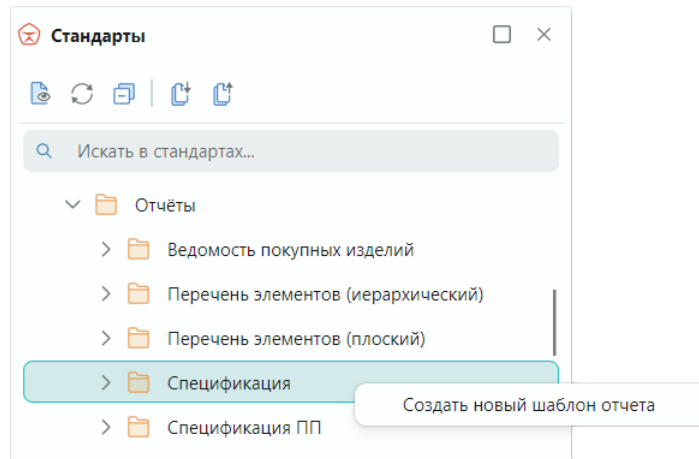 Стандарты
Искать в стандартах...
Отчёты
Ведомость покупных изделий
Перечень элементов (иерархический)
Перечень элементов (плоский)
Спецификация
Создать новый шаблон отчета
Спецификация ПП